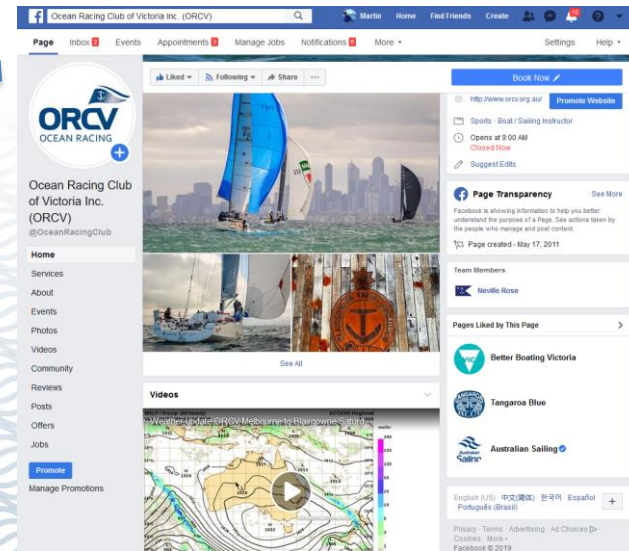 Ocean Racing Club of Victoria Inc. (ORCV)
Martin Home Find Friends Create
Page Inbox Events Appointments Manage Jobs Notifications More Settings Help
Liked Following Share ···
Book Now
ORCV
OCEAN RACING
Ocean Racing Club
of Victoria Inc.
(ORCV)
@OceanRacingClub
Home
Services
About
Events
Photos
Videos
Community
Reviews
Posts
Offers
Jobs
Promote
Manage Promotions
See All
Videos
Weather Update ORCV Melbourne to Blairgowrie Saturd
http://www.orcv.org.au/
Promote Website
Sports · Boat / Sailing Instructor
Opens at 9:00 AM
Closed Now
Suggest Edits
Page Transparency See More
Facebook is showing information to help you better
understand the purpose of a Page. See actions taken by
the people who manage and post content.
Page created - May 17, 2011
Team Members
Neville Rose
Pages Liked by This Page
Better Boating Victoria
Tangaroa Blue
Australian Sailing
English (US) · 中文(简体) · 한국어 · Español
· Português (Brasil)
Privacy · Terms · Advertising · Ad Choices ·
Cookies · More
Facebook © 2019